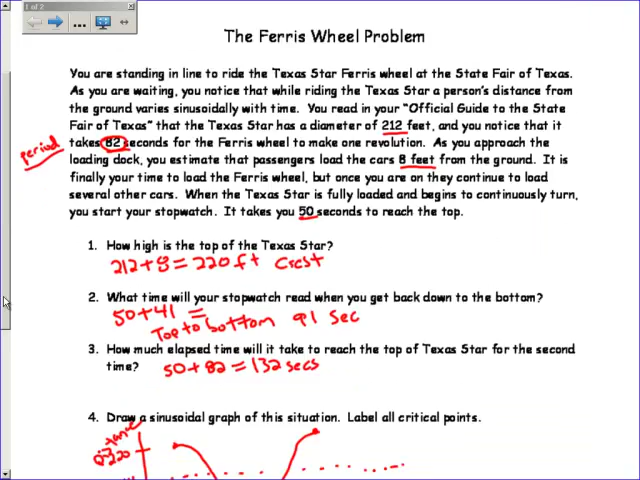 1 of 2
The Ferris Wheel Problem
You are standing in line to ride the Texas Star Ferris wheel at the State Fair of Texas.
As you are waiting, you notice that while riding the Texas Star a person's distance from
the ground varies sinusoidally with time. You read in your "Official Guide to the State
Fair of Texas" that the Texas Star has a diameter of 212 feet, and you notice that it
period takes 82 seconds for the Ferris wheel to make one revolution. As you approach the
loading dock, you estimate that passengers load the cars 8 feet from the ground. It is
finally your time to load the Ferris wheel, but once you are on they continue to load
several other cars. When the Texas Star is fully loaded and begins to continuously turn,
you start your stopwatch. It takes you 50 seconds to reach the top.
1. How high is the top of the Texas Star?
212+8=220ft Crest
2. What time will your stopwatch read when you get back down to the bottom?
50+41 =
Top to bottom 91 sec
3. How much elapsed time will it take to reach the top of Texas Star for the second
time? 50+82=132secs
4. Draw a sinusoidal graph of this situation. Label all critical points.
220